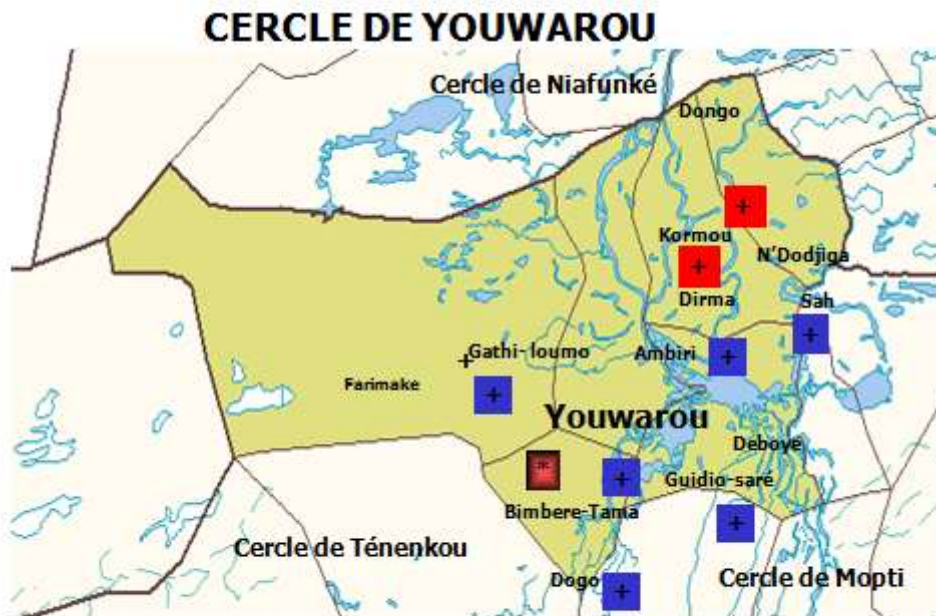 CERCLE DE YOUWAROU
Cercle de Niafunké
Dongo
Kormou
N'Dodjiga
Dirma
Sah
Gathi-loumo
Ambiri
Farimake
Youwarou
Deboye
Guidio-saré
Bimbere-Tama
Cercle de Ténenkou
Dogo
Cercle de Mopti